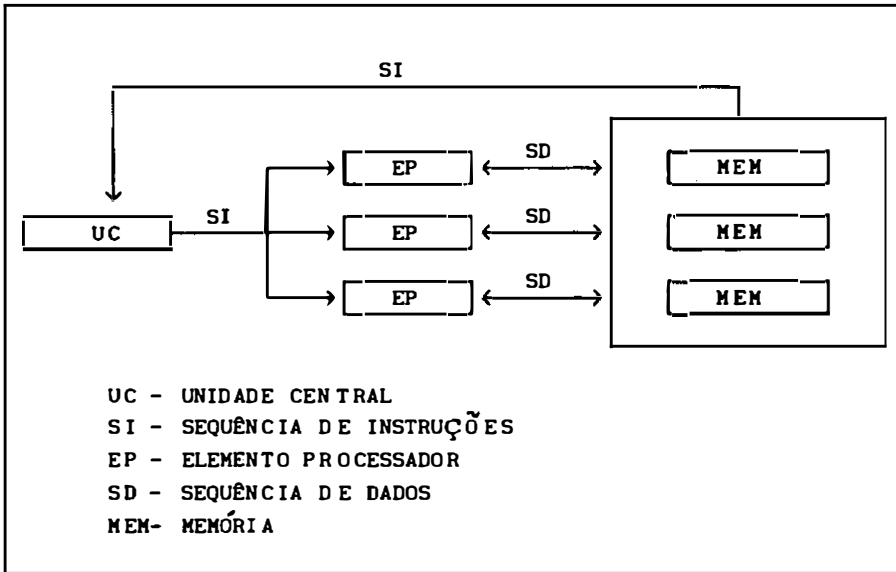 SI
EP SD MEM
UC SI EP SD MEM
EP SD MEM
UC - UNIDADE CENTRAL
SI - SEQUÊNCIA DE INSTRUÇÕES
EP - ELEMENTO PROCESSADOR
SD - SEQUÊNCIA DE DADOS
MEM- MEMÓRIA